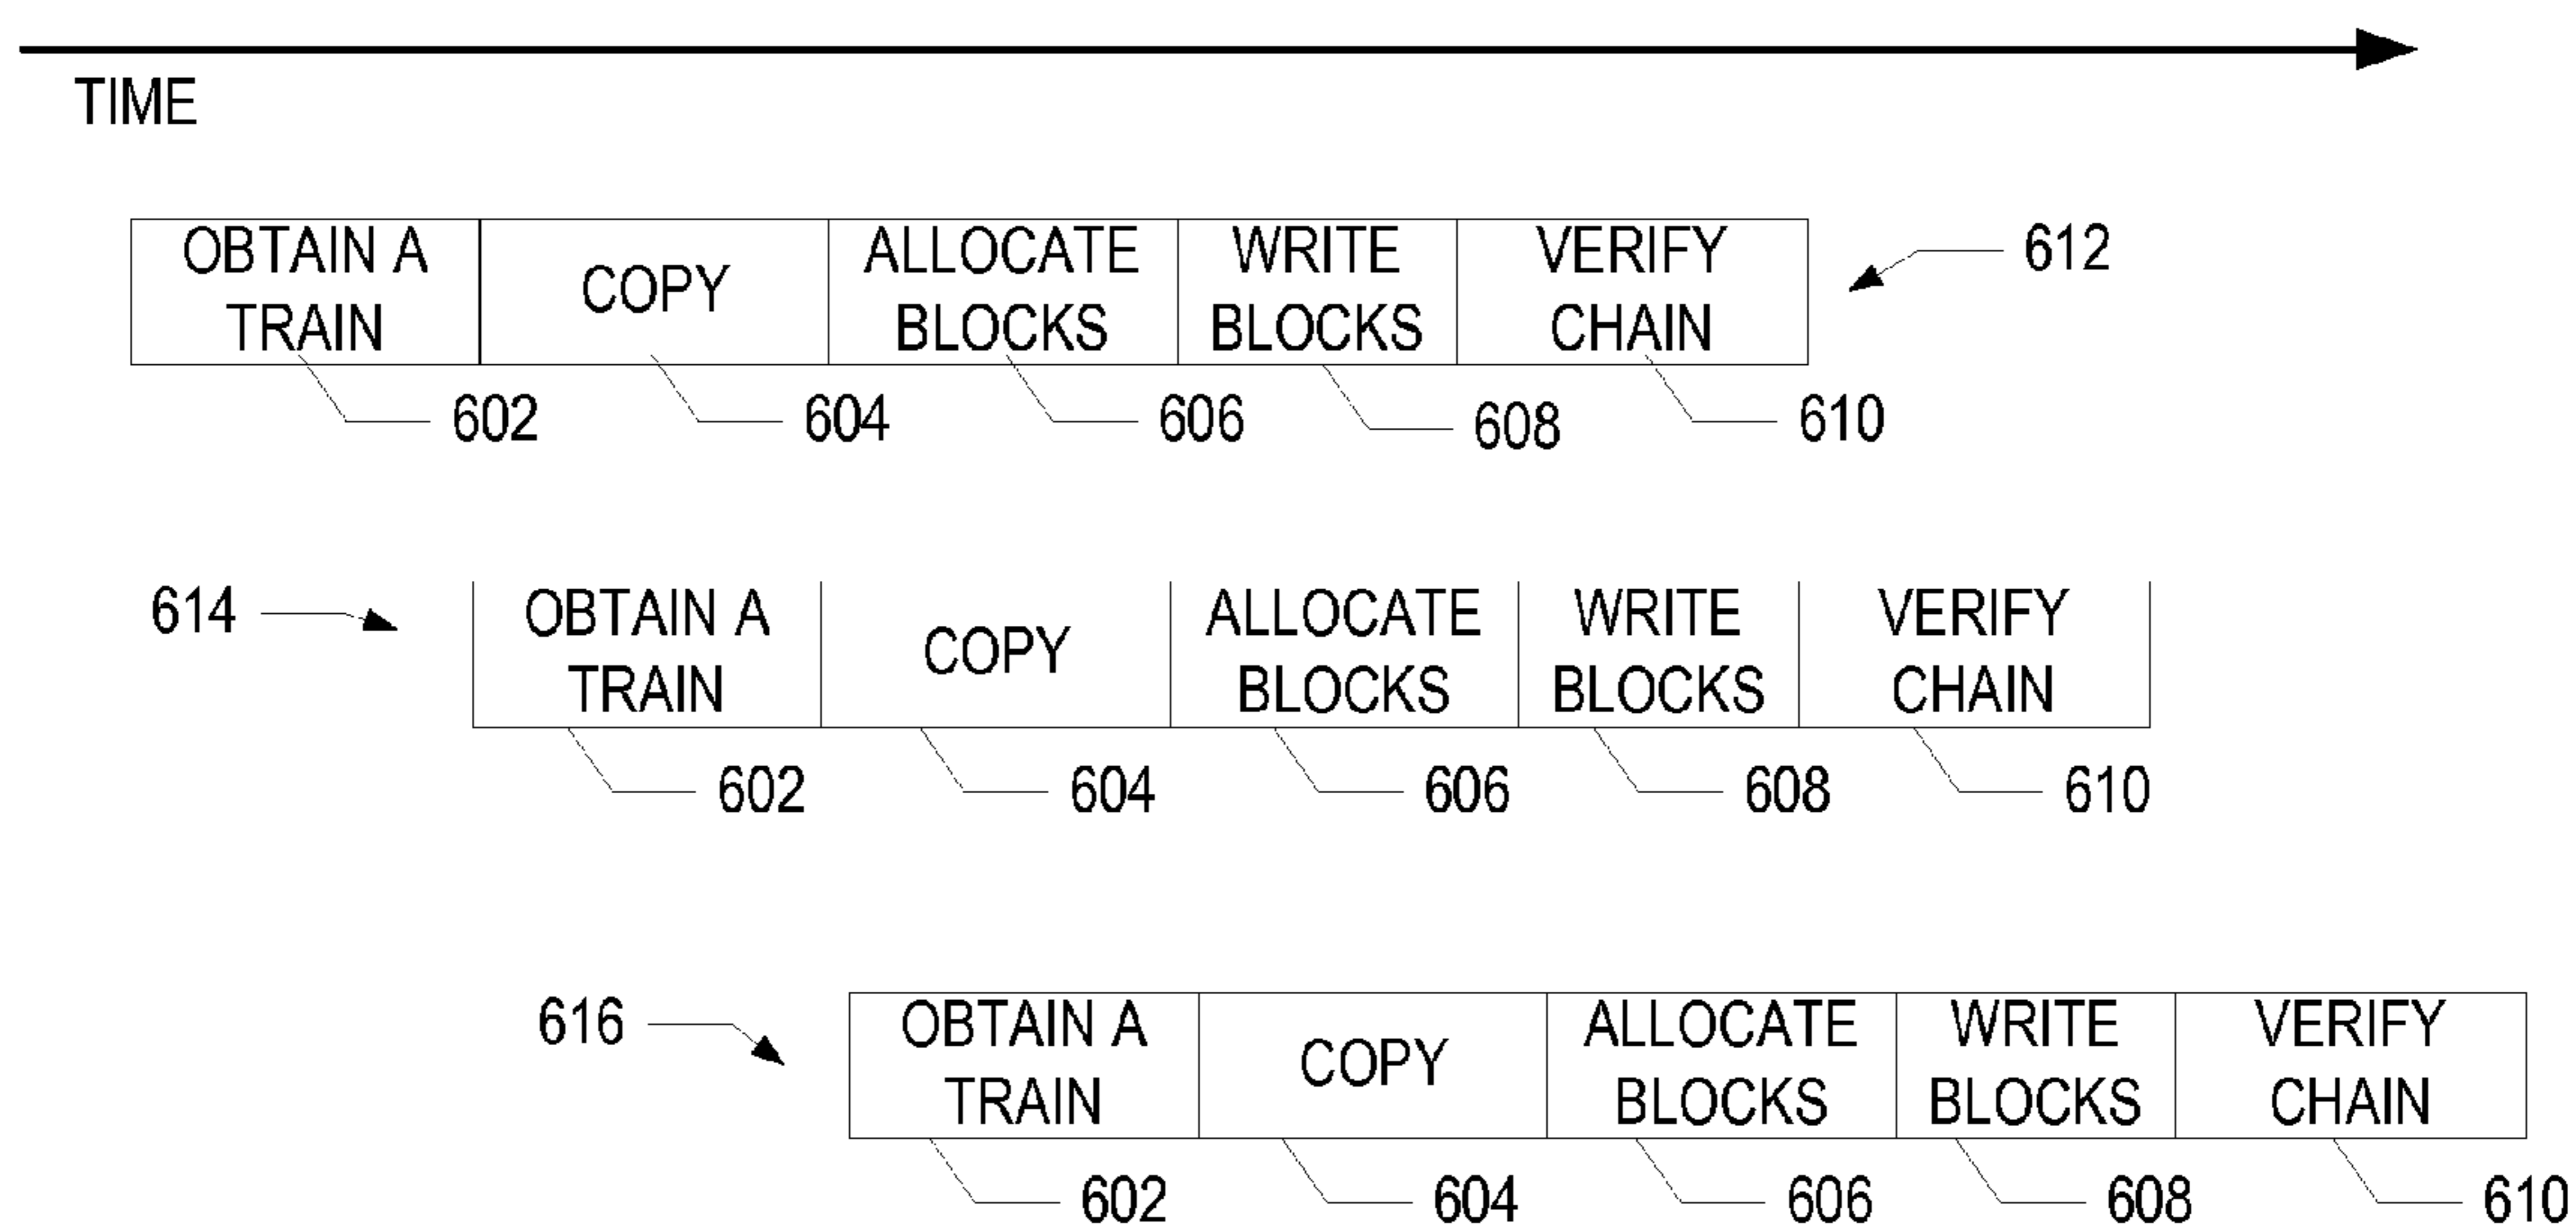 TIME
OBTAIN A
TRAIN
COPY
ALLOCATE
BLOCKS
WRITE
BLOCKS
VERIFY
CHAIN
612
602
604
606
608
610
614
OBTAIN A
TRAIN
COPY
ALLOCATE
BLOCKS
WRITE
BLOCKS
VERIFY
CHAIN
602
604
606
608
610
616
OBTAIN A
TRAIN
COPY
ALLOCATE
BLOCKS
WRITE
BLOCKS
VERIFY
CHAIN
602
604
606
608
610